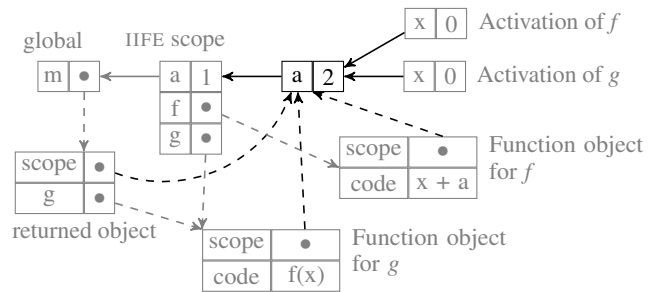 x 0 Activation of f
global
IIFE scope
m a 1 a 2 x 0 Activation of g
f
g
scope
g
returned object
scope
code x + a
Function object
for f
scope
code f(x)
Function object
for g